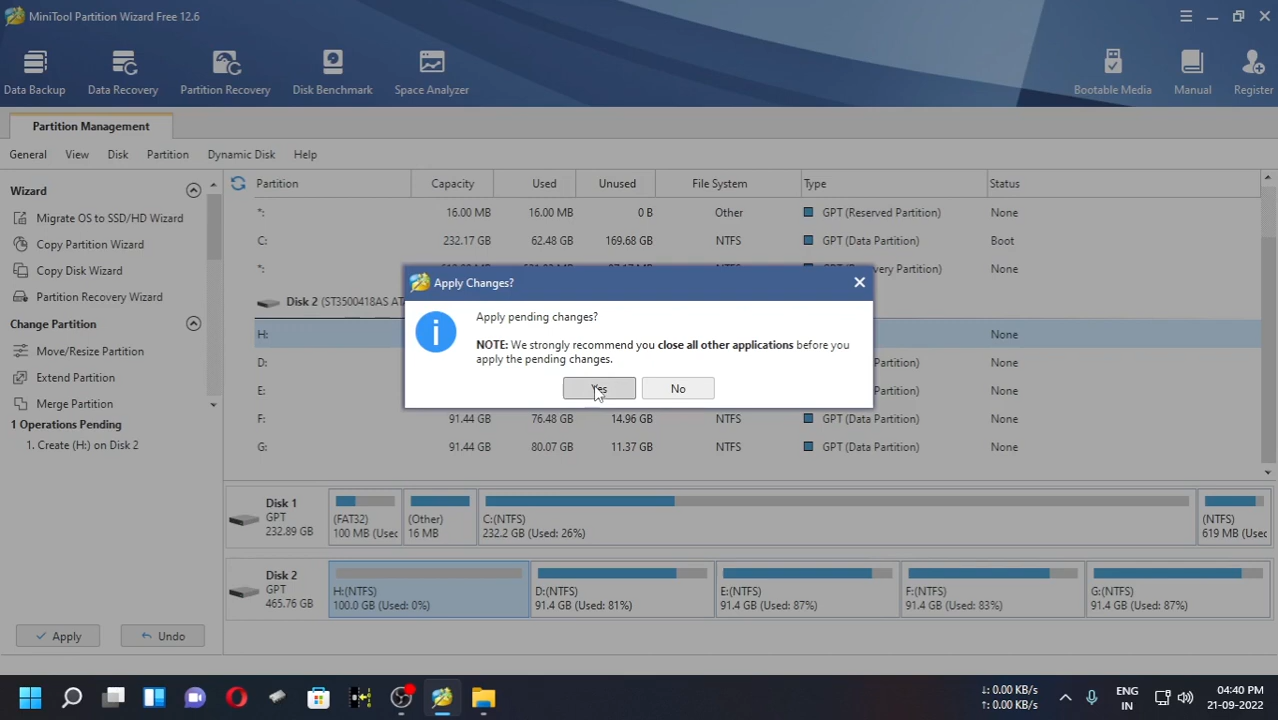 MiniTool Partition Wizard Free 12.6
Data Backup
Data Recovery
Partition Recovery
Disk Benchmark
Space Analyzer
Bootable Media
Manual
Register
Partition Management
General View Disk Partition Dynamic Disk Help
Wizard
Migrate OS to SSD/HD Wizard
Copy Partition Wizard
Copy Disk Wizard
Partition Recovery Wizard
Change Partition
Move/Resize Partition
Extend Partition
Merge Partition
1 Operations Pending
1. Create (H:) on Disk 2
Apply
Undo
Partition Capacity Used Unused File System Type Status
*: 16.00 MB 16.00 MB 0 B Other GPT (Reserved Partition) None
C: 232.17 GB 62.48 GB 169.68 GB NTFS GPT (Data Partition) Boot
*: None
Disk 2 (ST3500418AS
H: None
D: None
E: None
F: 91.44 GB 76.48 GB 14.96 GB NTFS GPT (Data Partition) None
G: 91.44 GB 80.07 GB 11.37 GB NTFS GPT (Data Partition) None
Apply Changes?
Apply pending changes?
NOTE: We strongly recommend you close all other applications before you
apply the pending changes.
Yes
No
Disk 1
GPT
232.89 GB
(FAT32)
100 MB (Usec
(Other)
16 MB
C:(NTFS)
232.2 GB (Used: 26%)
(NTFS)
619 MB (Usec
Disk 2
GPT
465.76 GB
H:(NTFS)
100.0 GB (Used: 0%)
D:(NTFS)
91.4 GB (Used: 81%)
E:(NTFS)
91.4 GB (Used: 87%)
F:(NTFS)
91.4 GB (Used: 83%)
G:(NTFS)
91.4 GB (Used: 87%)
↓: 0.00 KB/s
↑: 0.00 KB/s
ENG
IN
04:40 PM
21-09-2022